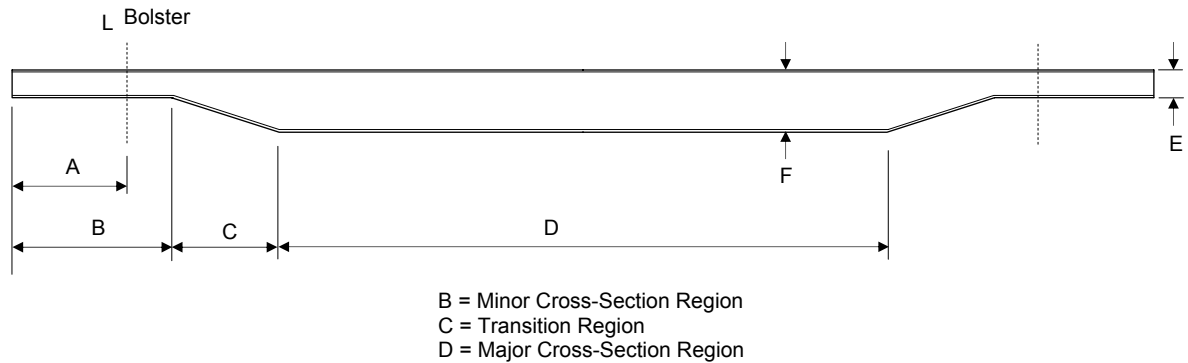 L Bolster
A
B
C
D
F
E
B = Minor Cross-Section Region
C = Transition Region
D = Major Cross-Section Region